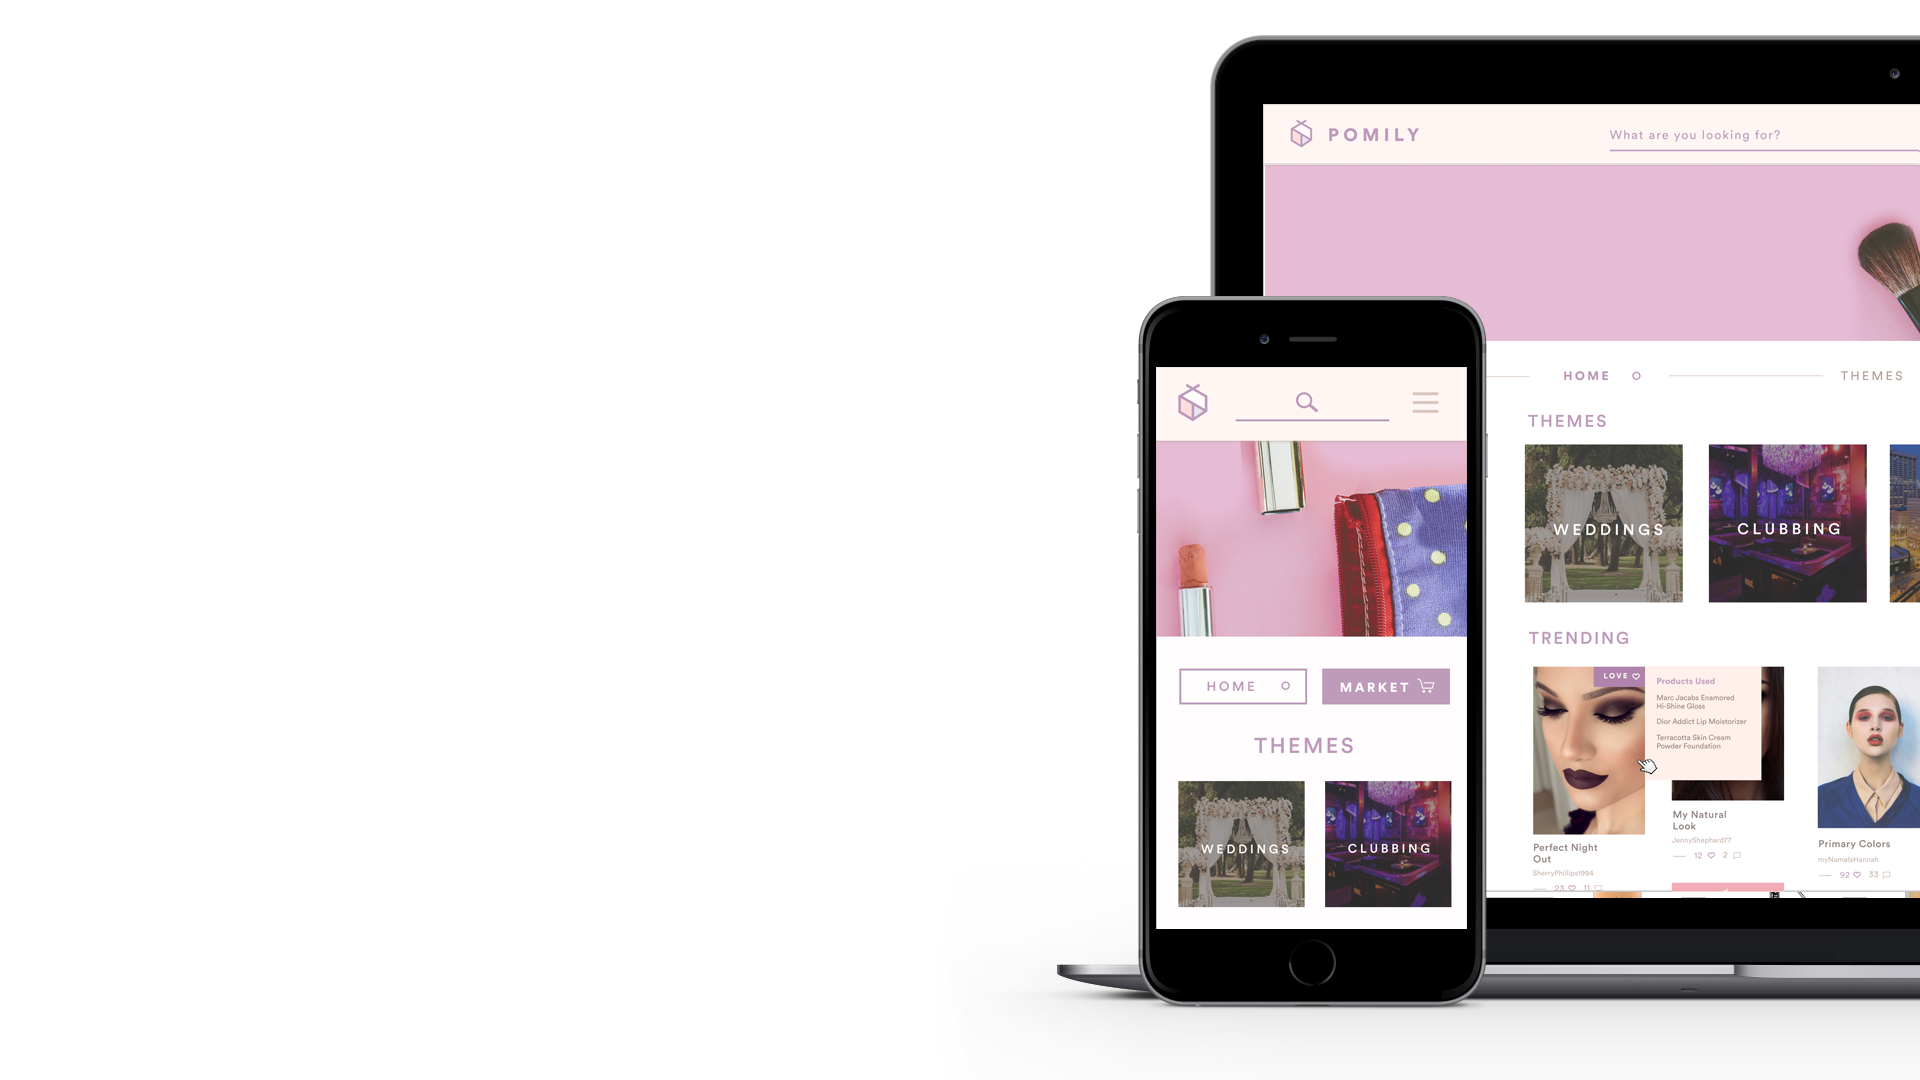 POMILY
What are you looking for?
HOME
THEMES
THEMES
WEDDINGS
CLUBBING
TRENDING
LOVE
Products Used
Marc Jacobs Enamored
Hi-Shine Gloss
Dior Addict Lip Moistorizer
Terracotta Skin Cream
Powder Foundation
Perfect Night
Out
SherryPhillips1994
23
11
My Natural
Look
JennyShephard77
12
2
Primary Colors
myNameIsHannah
92
33
HOME
MARKET
THEMES
WEDDINGS
CLUBBING